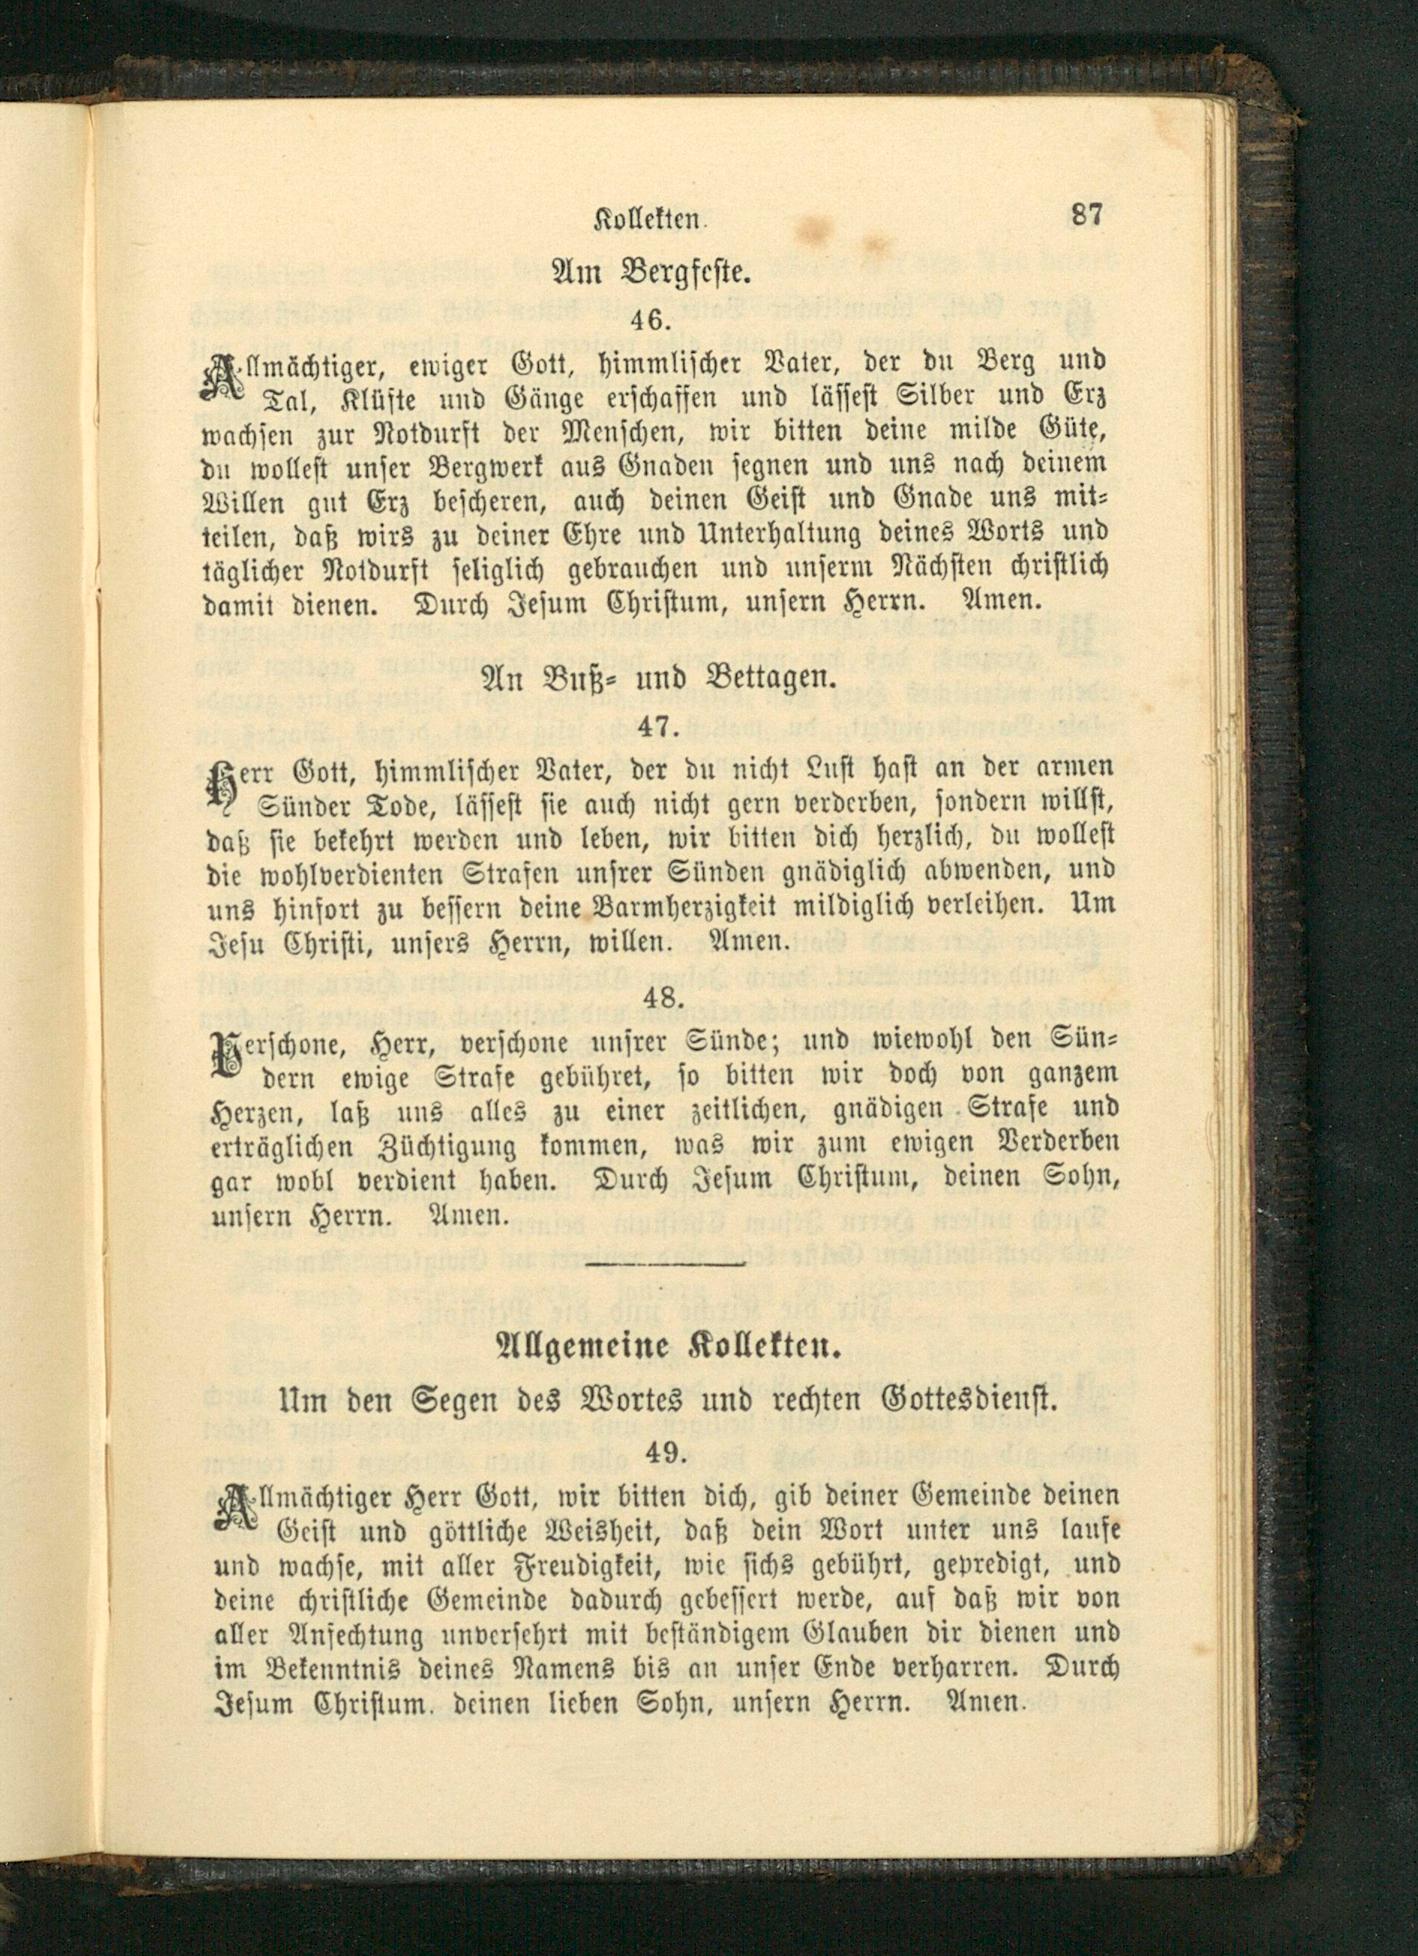 Kollekten.
87
Am Bergfeste.
46.
Allmächtiger, ewiger Gott, himmlischer Vater, der du Berg und
Tal, Klüfte und Gänge erschaffen und lässest Silber und Erz
wachsen zur Notdurft der Menschen, wir bitten deine milde Güte,
du wollest unser Bergwerk aus Gnaden segnen und uns nach deinem
Willen gut Erz bescheren, auch deinen Geist und Gnade uns mit-
teilen, daß wirs zu deiner Ehre und Unterhaltung deines Worts und
täglicher Notdurft seliglich gebrauchen und unserm Nächsten christlich
damit dienen. Durch Jesum Christum, unsern Herrn. Amen.
An Buß- und Bettagen.
47.
Herr Gott, himmlischer Vater, der du nicht Lust hast an der armen
Sünder Tode, lässest sie auch nicht gern verderben, sondern willst,
daß sie bekehrt werden und leben, wir bitten dich herzlich, du wollest
die wohlverdienten Strafen unsrer Sünden gnädiglich abwenden, und
uns hinfort zu bessern deine Barmherzigkeit mildiglich verleihen. Um
Jesu Christi, unsers Herrn, willen. Amen.
48.
Verschone, Herr, verschone unsrer Sünde; und wiewohl den Sün-
dern ewige Strafe gebühret, so bitten wir doch von ganzem
Herzen, laß uns alles zu einer zeitlichen, gnädigen Strafe und
erträglichen Züchtigung kommen, was wir zum ewigen Verderben
gar wohl verdient haben. Durch Jesum Christum, deinen Sohn,
unsern Herrn. Amen.
Allgemeine Kollekten.
Um den Segen des Wortes und rechten Gottesdienst.
49.
Allmächtiger Herr Gott, wir bitten dich, gib deiner Gemeinde deinen
Geist und göttliche Weisheit, daß dein Wort unter uns laufe
und wachse, mit aller Freudigkeit, wie sichs gebührt, gepredigt, und
deine christliche Gemeinde dadurch gebessert werde, auf daß wir von
aller Anfechtung unversehrt mit beständigem Glauben dir dienen und
im Bekenntnis deines Namens bis an unser Ende verharren. Durch
Jesum Christum, deinen lieben Sohn, unsern Herrn. Amen.